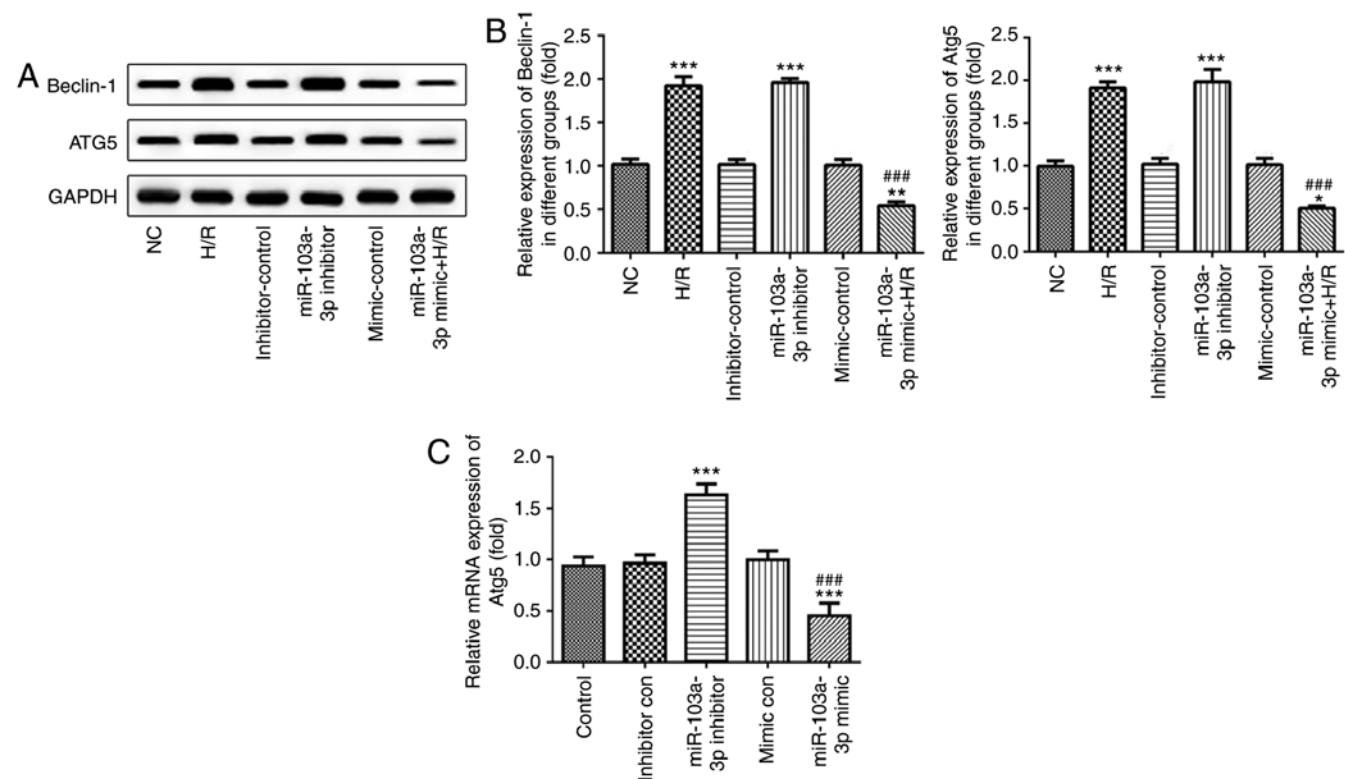 A
Beclin-1
ATG5
GAPDH
NC
H/R
Inhibitor-control
miR-103a-
3p inhibitor
Mimic-control
miR-103a-
3p mimic+H/R
B
Relative expression of Beclin-1
in different groups (fold)
2.5
2.0
1.5
1.0
0.5
0.0
***
***
###
**
NC
H/R
Inhibitor-control
miR-103a-
3p inhibitor
Mimic-control
miR-103a-
3p mimic+H/R
Relative expression of Atg5
in different groups (fold)
2.5
2.0
1.5
1.0
0.5
0.0
***
***
###
*
NC
H/R
Inhibitor-control
miR-103a-
3p inhibitor
Mimic-control
miR-103a-
3p mimic+H/R
C
Relative mRNA expression of
Atg5 (fold)
2.0
1.5
1.0
0.5
0.0
***
###
***
Control
Inhibitor con
miR-103a-
3p inhibitor
Mimic con
miR-103a-
3p mimic